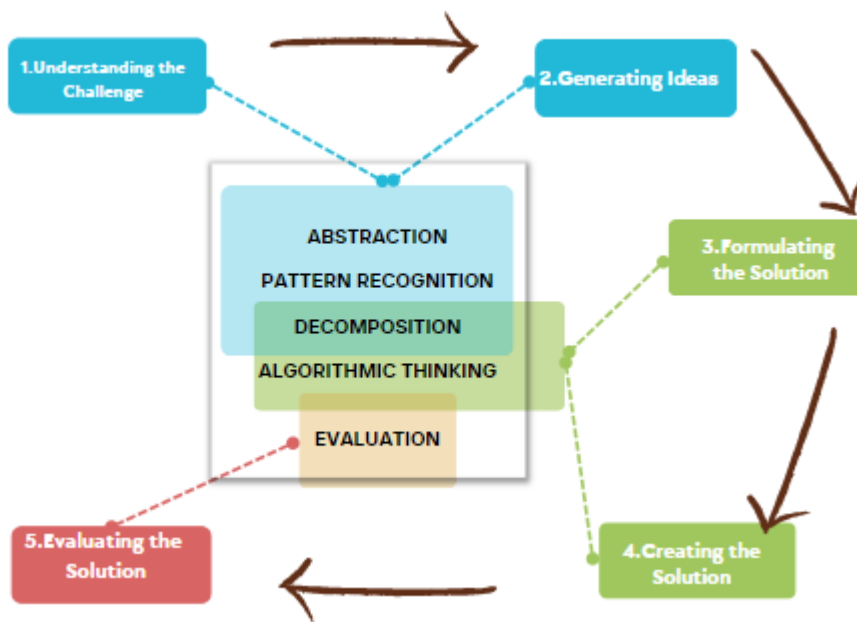 1.Understanding the
Challenge
2.Generating Ideas
ABSTRACTION
PATTERN RECOGNITION
DECOMPOSITION
ALGORITHMIC THINKING
EVALUATION
3.Formulating
the Solution
4.Creating the
Solution
5.Evaluating the
Solution